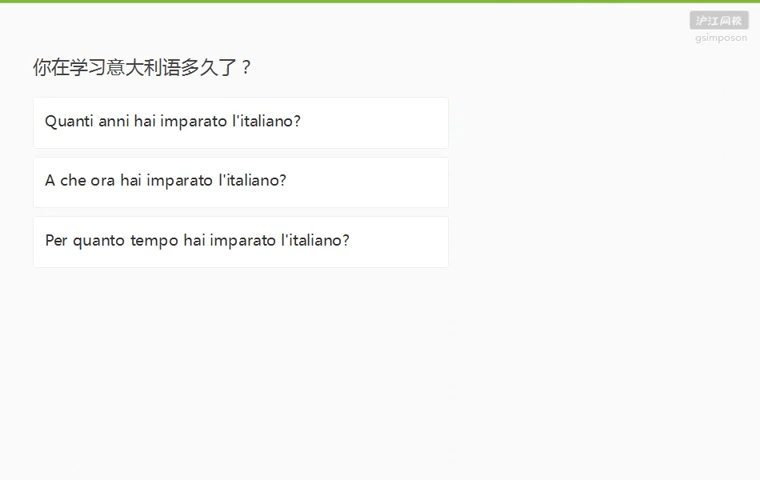 沪江网校
gsimposon
你在学习意大利语多久了？
Quanti anni hai imparato l'italiano?
A che ora hai imparato l'italiano?
Per quanto tempo hai imparato l'italiano?